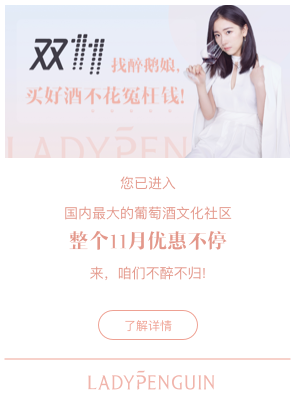 双11
找醉鹅娘,
买好酒不花冤枉钱!
LADYPENGUIN
您已进入
国内最大的葡萄酒文化社区
整个11月优惠不停
来，咱们不醉不归!
了解详情
LADYPENGUIN